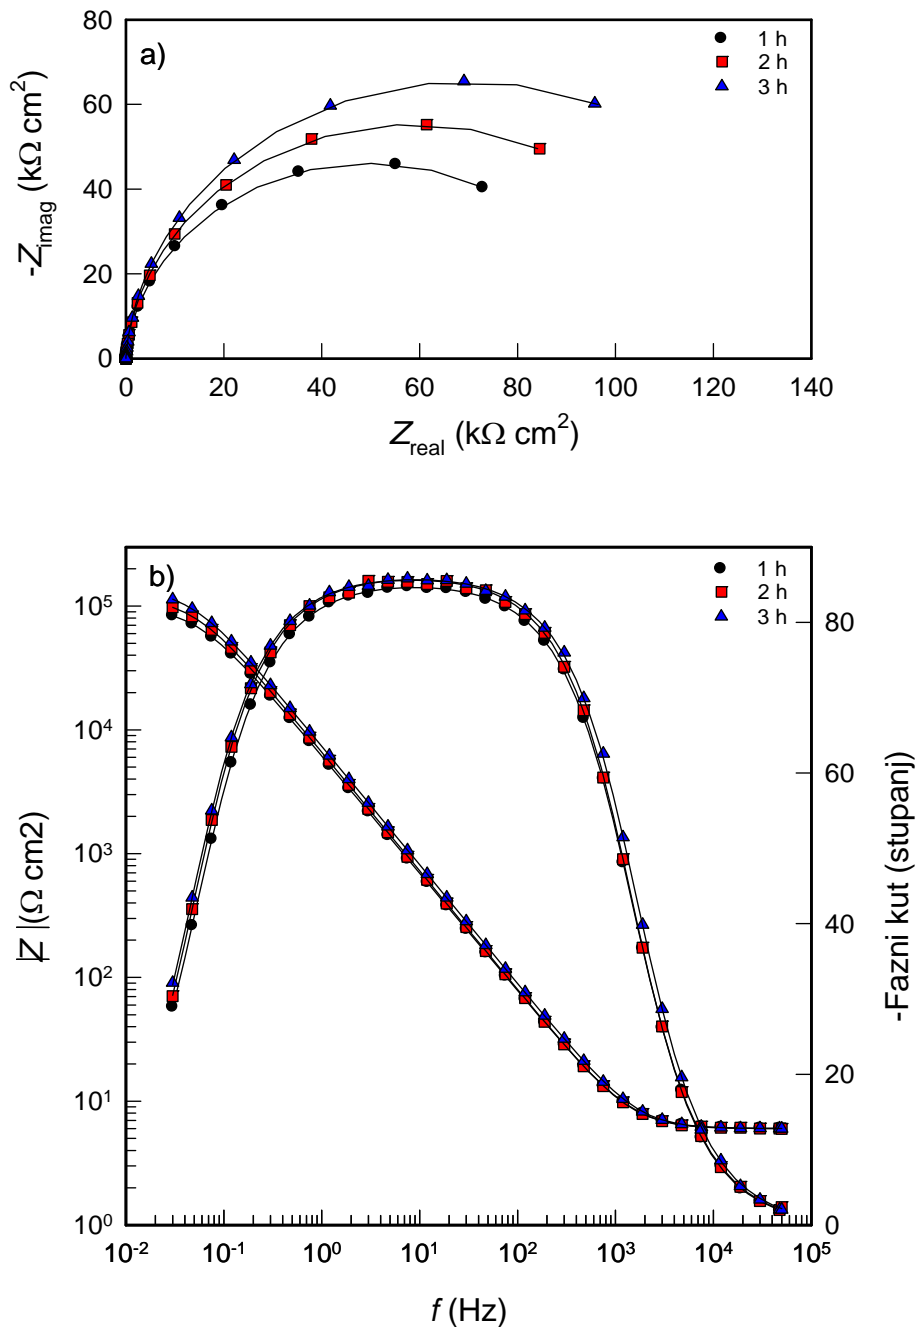 a)
1 h
2 h
3 h
80
60
40
20
0
-Z_imag (kΩ cm²)
0 20 40 60 80 100 120 140
Z_real (kΩ cm²)
b)
1 h
2 h
3 h
10⁵
10⁴
10³
10²
10¹
10⁰
|Z|(Ω cm2)
80
60
40
20
0
-Fazni kut (stupanj)
10⁻² 10⁻¹ 10⁰ 10¹ 10² 10³ 10⁴ 10⁵
f (Hz)